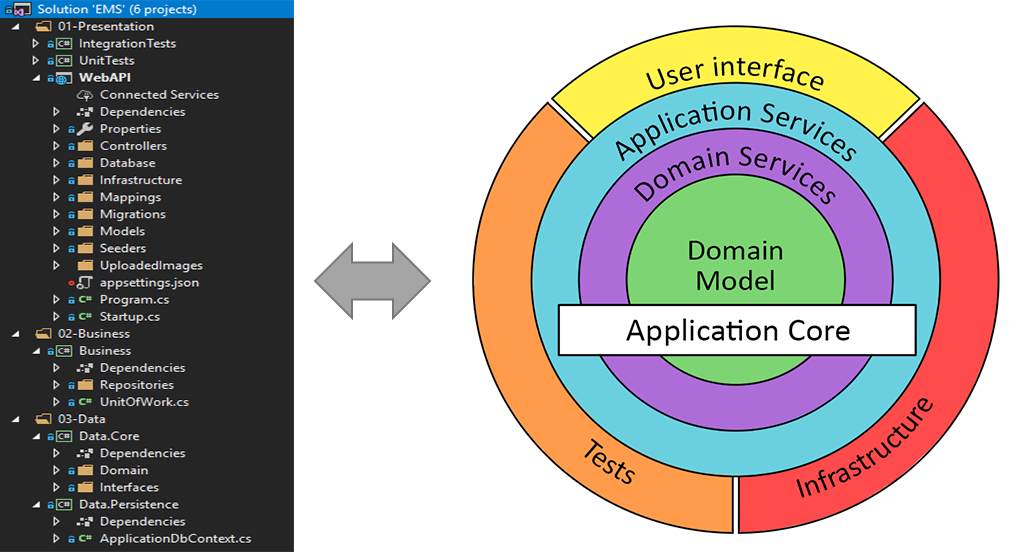 Solution 'EMS' (6 projects)
01-Presentation
C# IntegrationTests
C# UnitTests
WebAPI
Connected Services
Dependencies
Properties
Controllers
Database
Infrastructure
Mappings
Migrations
Models
Seeders
UploadedImages
appsettings.json
C# Program.cs
C# Startup.cs
02-Business
C# Business
Dependencies
Repositories
C# UnitOfWork.cs
03-Data
C# Data.Core
Dependencies
Domain
Interfaces
C# Data.Persistence
Dependencies
C# ApplicationDbContext.cs
User interface
Application Services
Domain Services
Domain
Model
Application Core
Tests
Infrastructure